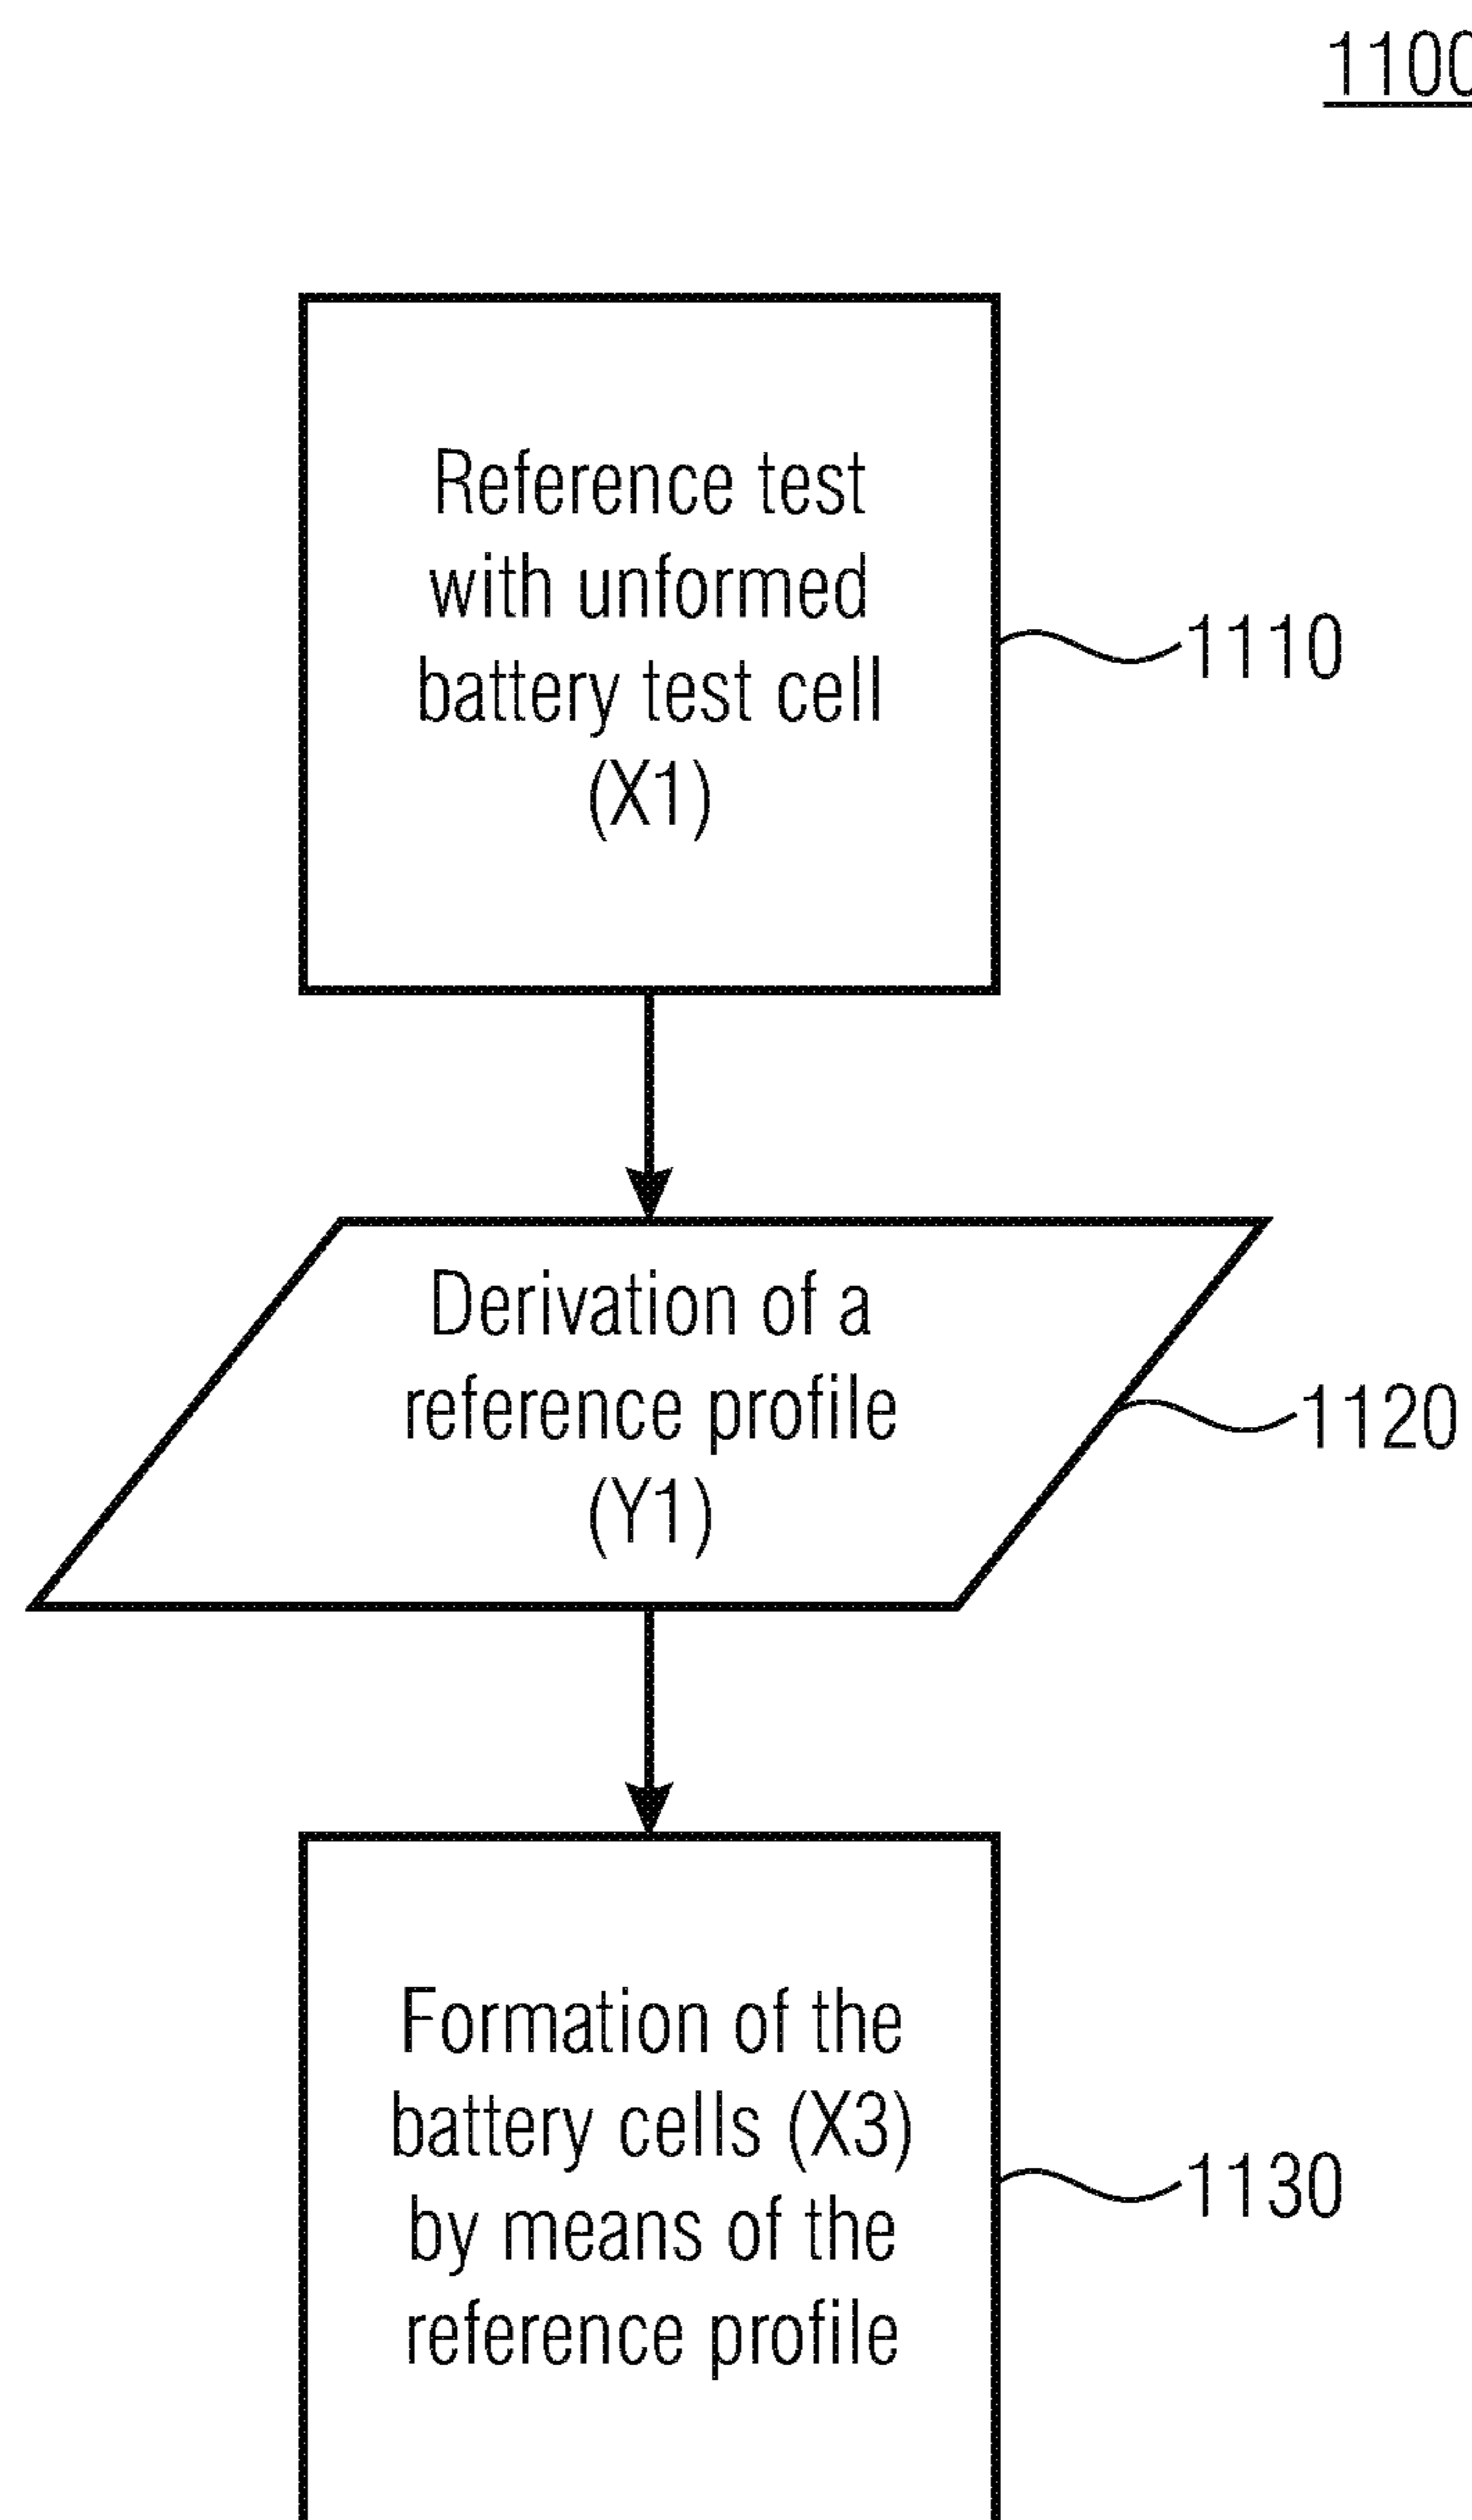 1100
Reference test
with unformed
battery test cell
(X1)
1110
Derivation of a
reference profile
(Y1)
1120
Formation of the
battery cells (X3)
by means of the
reference profile
1130